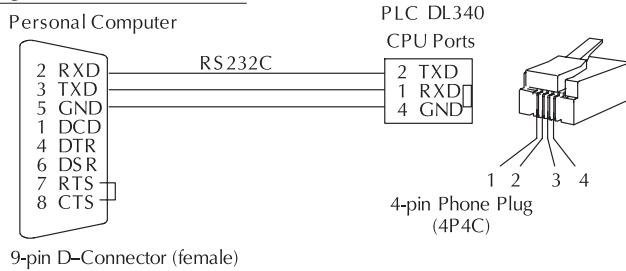 Personal Computer
PLC DL340
CPU Ports
RS232C
2 RXD
3 TXD
5 GND
1 DCD
4 DTR
6 DSR
7 RTS
8 CTS
2 TXD
1 RXD
4 GND
1 2 3 4
4-pin Phone Plug
(4P4C)
9-pin D–Connector (female)